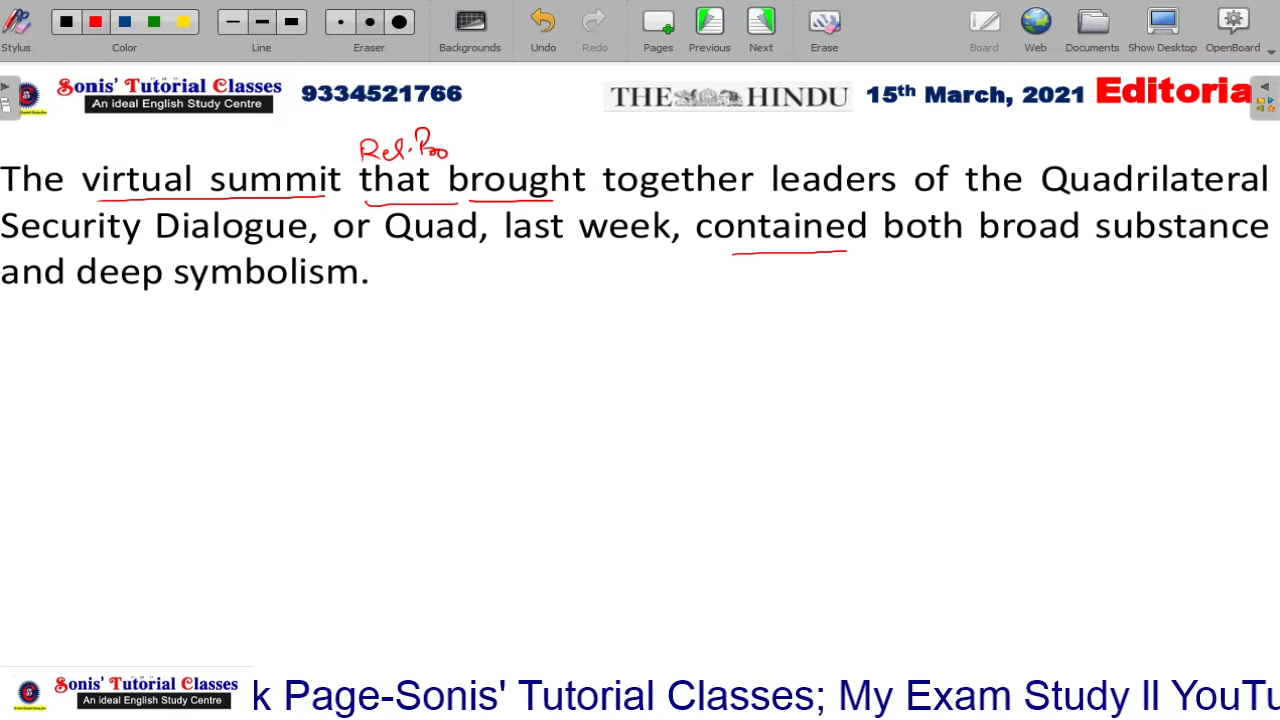 Stylus Color Line Eraser Backgrounds Undo Redo Pages Previous Next Erase Board Web Documents Show Desktop OpenBoard
Sonis' Tutorial Classes
An ideal English Study Centre
9334521766
THE HINDU
15th March, 2021
Editoria
Rel. Pro
The virtual summit that brought together leaders of the Quadrilateral
Security Dialogue, or Quad, last week, contained both broad substance
and deep symbolism.
Sonis' Tutorial Classes
An ideal English Study Centre
k Page-Sonis' Tutorial Classes; My Exam Study ll YouTu